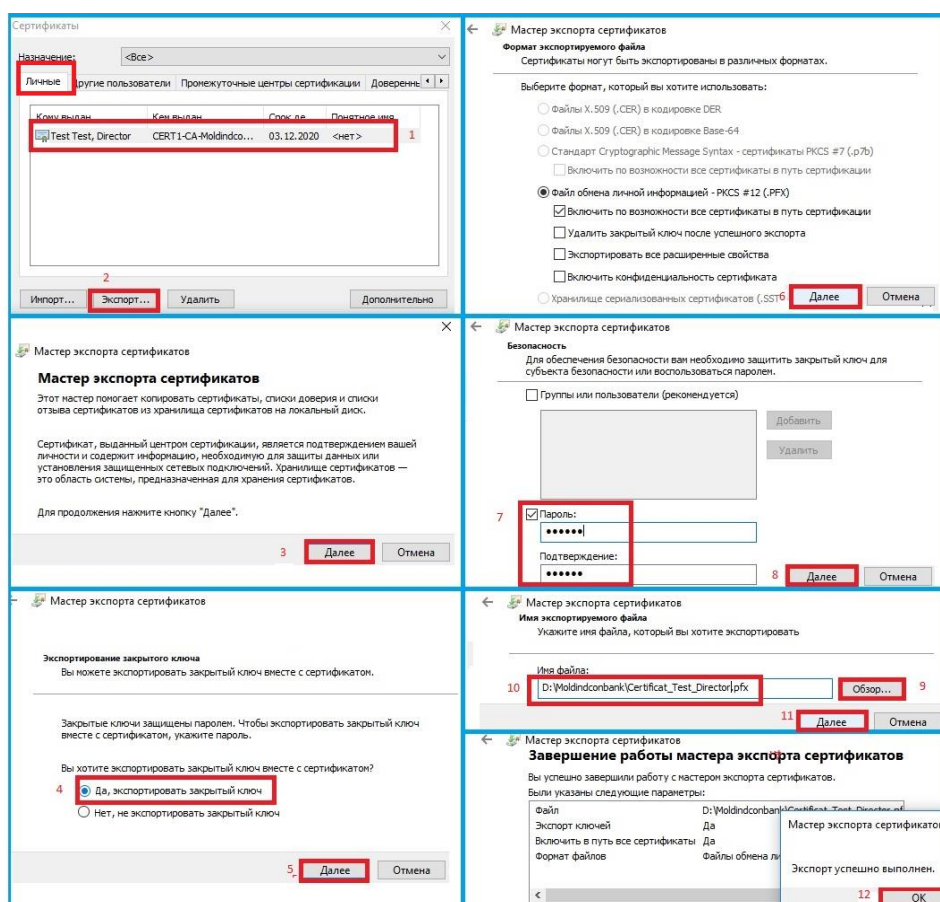 Сертификаты
Назначение: <Все>
Личные Другие пользователи Промежуточные центры сертификации Доверенны
Кому выдан Кем выдан Срок де... Понятное имя
Test Test, Director CERT1-CA-Moldindco... 03.12.2020 <нет> 1
2
Импорт... Экспорт... Удалить Дополнительно
Мастер экспорта сертификатов
Мастер экспорта сертификатов
Этот мастер помогает копировать сертификаты, списки доверия и списки
отзыва сертификатов из хранилища сертификатов на локальный диск.
Сертификат, выданный центром сертификации, является подтверждением вашей
личности и содержит информацию, необходимую для защиты данных или
установления защищенных сетевых подключений. Хранилище сертификатов —
это область системы, предназначенная для хранения сертификатов.
Для продолжения нажмите кнопку "Далее".
3 Далее Отмена
Мастер экспорта сертификатов
Экспортирование закрытого ключа
Вы можете экспортировать закрытый ключ вместе с сертификатом.
Закрытые ключи защищены паролем. Чтобы экспортировать закрытый ключ
вместе с сертификатом, укажите пароль.
Вы хотите экспортировать закрытый ключ вместе с сертификатом?
4 Да, экспортировать закрытый ключ
Нет, не экспортировать закрытый ключ
5 Далее Отмена
Мастер экспорта сертификатов
Формат экспортируемого файла
Сертификаты могут быть экспортированы в различных форматах.
Выберите формат, который вы хотите использовать:
Файлы X.509 (.CER) в кодировке DER
Файлы X.509 (.CER) в кодировке Base-64
Стандарт Cryptographic Message Syntax - сертификаты PKCS #7 (.p7b)
Включить по возможности все сертификаты в путь сертификации
Файл обмена личной информацией - PKCS #12 (.PFX)
Включить по возможности все сертификаты в путь сертификации
Удалить закрытый ключ после успешного экспорта
Экспортировать все расширенные свойства
Включить конфиденциальность сертификата
Хранилище сериализованных сертификатов (.SST 6 Далее Отмена
Мастер экспорта сертификатов
Безопасность
Для обеспечения безопасности вам необходимо защитить закрытый ключ для
субъекта безопасности или воспользоваться паролем.
Группы или пользователи (рекомендуется)
Добавить
Удалить
7 Пароль:
••••••
Подтверждение:
••••••
8 Далее Отмена
Мастер экспорта сертификатов
Имя экспортируемого файла
Укажите имя файла, который вы хотите экспортировать
Имя файла:
10 D:\Moldindconbank\Certificat_Test_Director.pfx Обзор... 9
11 Далее Отмена
Мастер экспорта сертификатов
Завершение работы мастера экспорта сертификатов
Вы успешно завершили работу с мастером экспорта сертификатов.
Были указаны следующие параметры:
Файл D:\Moldindconbank\Certificat_Test_Director.pf
Экспорт ключей Да
Включить в путь все сертификаты Да
Формат файлов Файлы обмена ли
Мастер экспорта сертификатов
Экспорт успешно выполнен.
12 OK